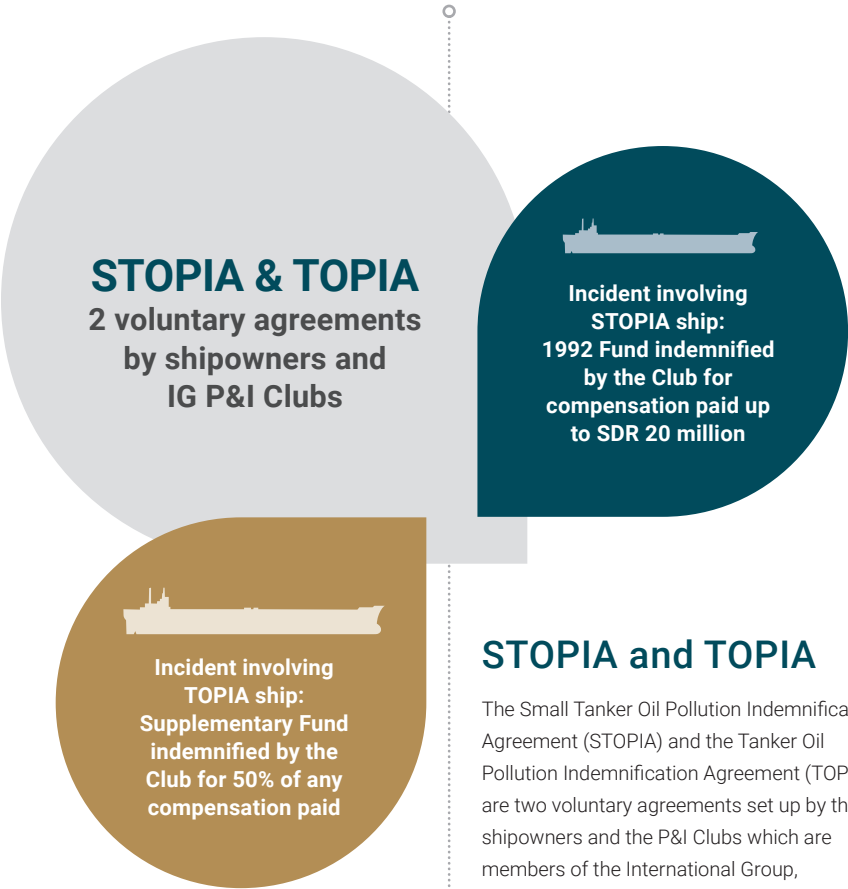 STOPIA & TOPIA
2 voluntary agreements
by shipowners and
IG P&I Clubs
Incident involving
STOPIA ship:
1992 Fund indemnified
by the Club for
compensation paid up
to SDR 20 million
Incident involving
TOPIA ship:
Supplementary Fund
indemnified by the
Club for 50% of any
compensation paid
STOPIA and TOPIA
The Small Tanker Oil Pollution Indemnifica
Agreement (STOPIA) and the Tanker Oil
Pollution Indemnification Agreement (TOP
are two voluntary agreements set up by th
shipowners and the P&I Clubs which are
members of the International Group,